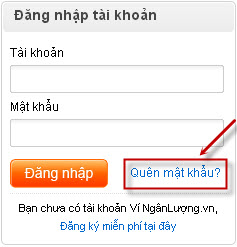 Đăng nhập tài khoản
Tài khoản
Mật khẩu
Đăng nhập
Quên mật khẩu?
Bạn chưa có tài khoản Ví NgânLượng.vn,
Đăng ký miễn phí tại đây